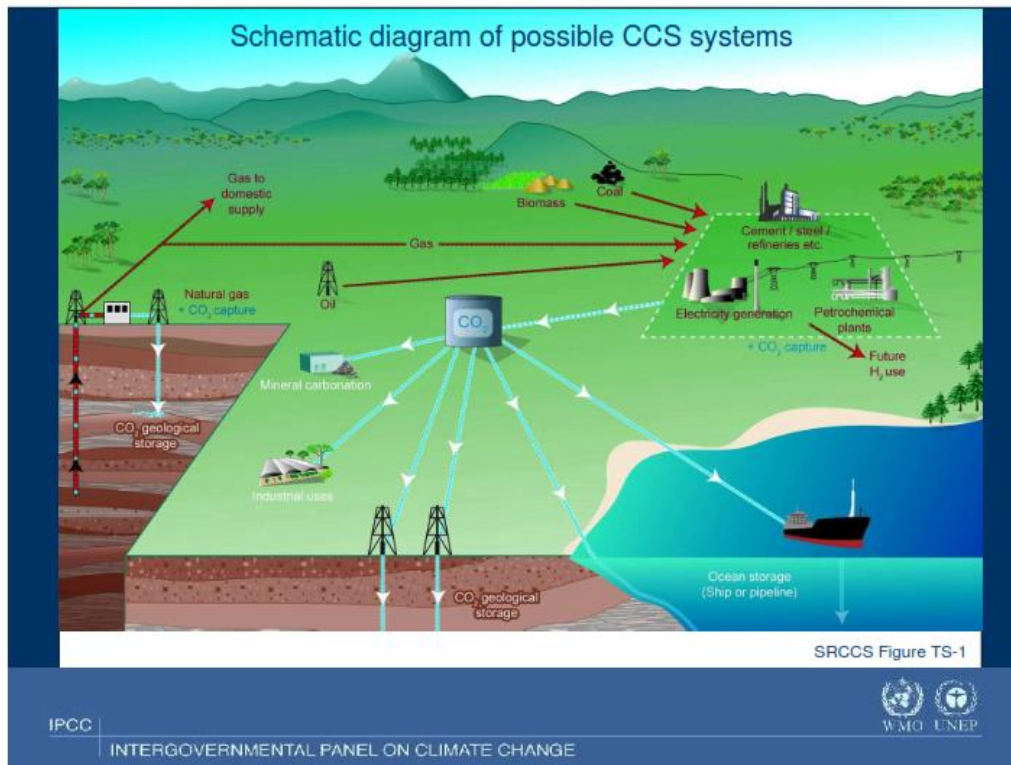 Schematic diagram of possible CCS systems
Gas to
domestic
supply
Biomass
Coal
Cement / steel /
refineries etc.
Gas
Oil
Natural gas
+ CO₂ capture
CO₂
Electricity generation
Petrochemical
plants
+ CO₂ capture
Future
H₂ use
Mineral carbonation
CO₂ geological
storage
Industrial uses
CO₂ geological
storage
Ocean storage
(Ship or pipeline)
SRCCS Figure TS-1
IPCC
INTERGOVERNMENTAL PANEL ON CLIMATE CHANGE
WMO UNEP